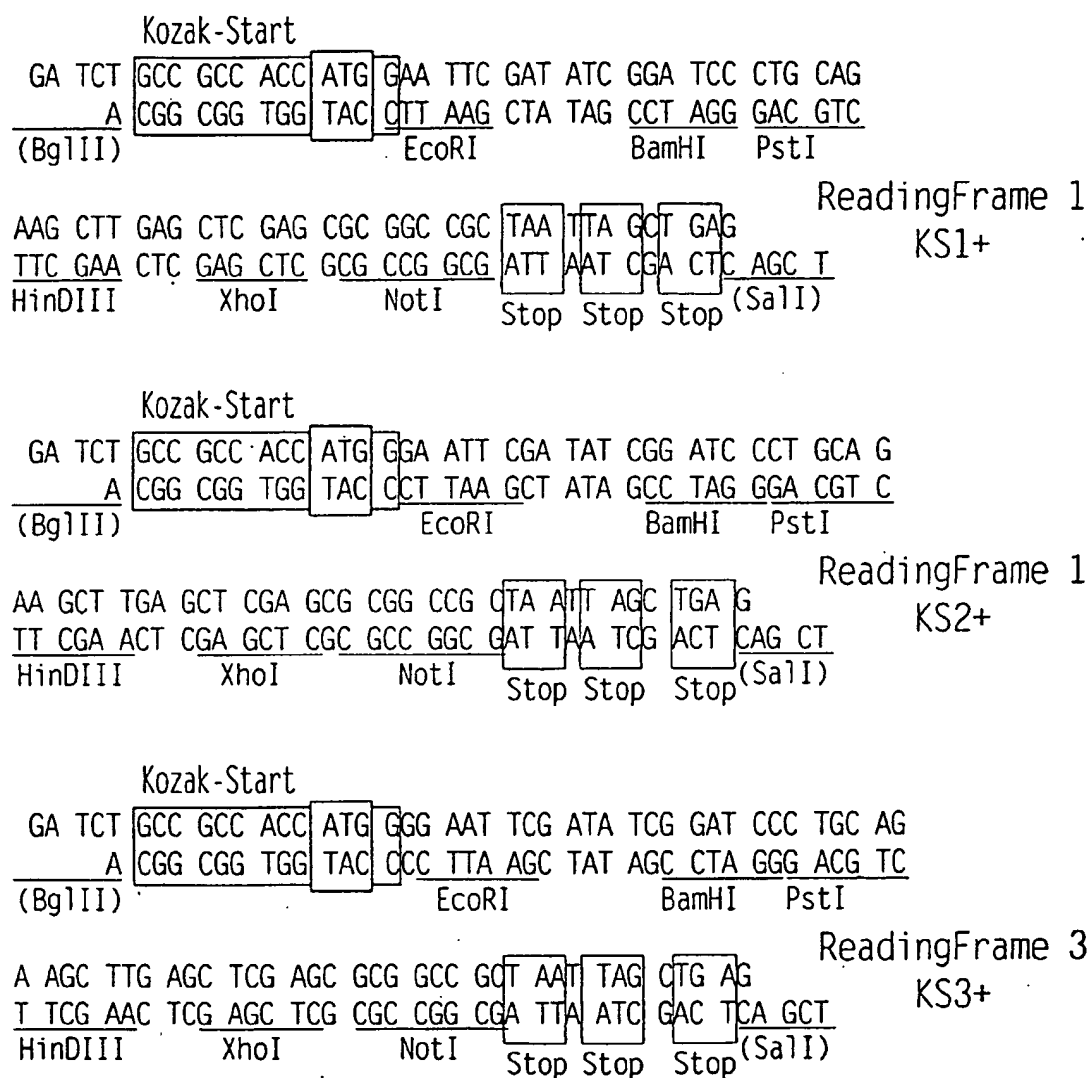 Kozak-Start
GA TCT GCC GCC ACC ATG GAA TTC GAT ATC GGA TCC CTG CAG
A CGG CGG TGG TAC CTT AAG CTA TAG CCT AGG GAC GTC
(BglII) EcoRI BamHI PstI
ReadingFrame 1
AAG CTT GAG CTC GAG CGC GGC CGC TAA TTA GCT GAG
KS1+
TTC GAA CTC GAG CTC GCG CCG GCG ATT AAT CGA CTC AGC T
HinDIII XhoI NotI Stop Stop Stop (SalI)
Kozak-Start
GA TCT GCC GCC ACC ATG GGA ATT CGA TAT CGG ATC CCT GCA G
A CGG CGG TGG TAC CCT TAA GCT ATA GCC TAG GGA CGT C
(BglII) EcoRI BamHI PstI
ReadingFrame 1
AA GCT TGA GCT CGA GCG CGG CCG CTA ATT AGC TGA G
KS2+
TT CGA ACT CGA GCT CGC GCC GGC GAT TAA TCG ACT CAG CT
HinDIII XhoI NotI Stop Stop Stop (SalI)
Kozak-Start
GA TCT GCC GCC ACC ATG GGG AAT TCG ATA TCG GAT CCC TGC AG
A CGG CGG TGG TAC CCC TTA AGC TAT AGC CTA GGG ACG TC
(BglII) EcoRI BamHI PstI
ReadingFrame 3
A AGC TTG AGC TCG AGC GCG GCC GCT AAT TAG CTG AG
KS3+
T TCG AAC TCG AGC TCG CGC CGG CGA TTA ATC GAC TCA GCT
HinDIII XhoI NotI Stop Stop Stop (SalI)